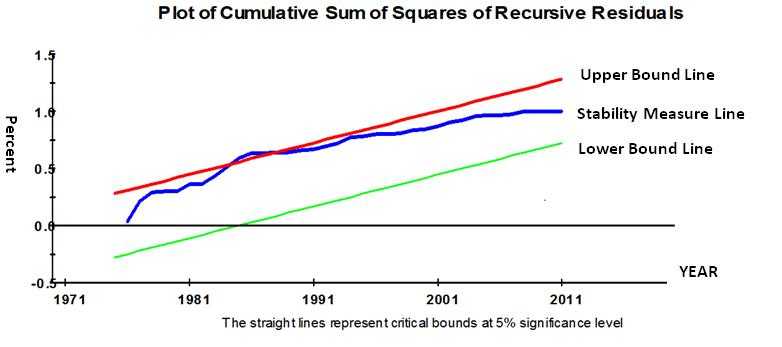 Plot of Cumulative Sum of Squares of Recursive Residuals
1.5
Upper Bound Line
1.0
Stability Measure Line
Percent
Lower Bound Line
0.5
0.0
YEAR
-0.5
1971 1981 1991 2001 2011
The straight lines represent critical bounds at 5% significance level